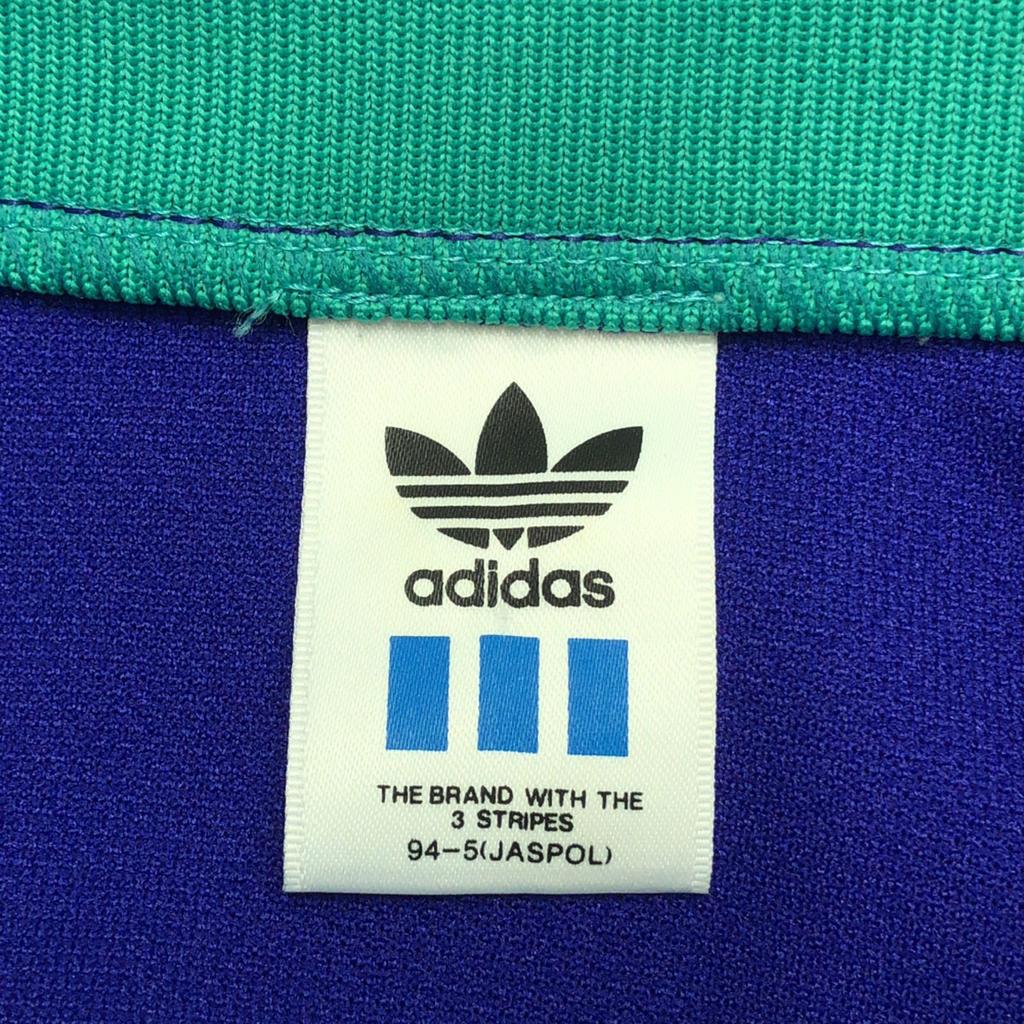 adidas
THE BRAND WITH THE
3 STRIPES
94-5(JASPOL)